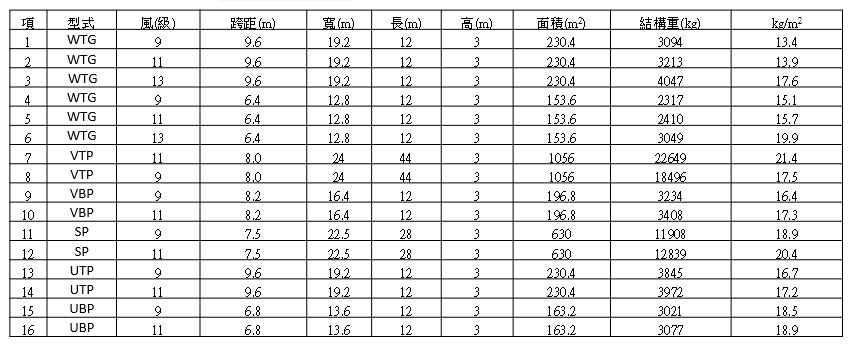 項 型式 風(級) 跨距(m) 寬(m) 長(m) 高(m) 面積(m²) 結構重(kg) kg/m²
1 WTG 9 9.6 19.2 12 3 230.4 3094 13.4
2 WTG 11 9.6 19.2 12 3 230.4 3213 13.9
3 WTG 13 9.6 19.2 12 3 230.4 4047 17.6
4 WTG 9 6.4 12.8 12 3 153.6 2317 15.1
5 WTG 11 6.4 12.8 12 3 153.6 2410 15.7
6 WTG 13 6.4 12.8 12 3 153.6 3049 19.9
7 VTP 11 8.0 24 44 3 1056 22649 21.4
8 VTP 9 8.0 24 44 3 1056 18496 17.5
9 VBP 9 8.2 16.4 12 3 196.8 3234 16.4
10 VBP 11 8.2 16.4 12 3 196.8 3408 17.3
11 SP 9 7.5 22.5 28 3 630 11908 18.9
12 SP 11 7.5 22.5 28 3 630 12839 20.4
13 UTP 9 9.6 19.2 12 3 230.4 3845 16.7
14 UTP 11 9.6 19.2 12 3 230.4 3972 17.2
15 UBP 9 6.8 13.6 12 3 163.2 3021 18.5
16 UBP 11 6.8 13.6 12 3 163.2 3077 18.9